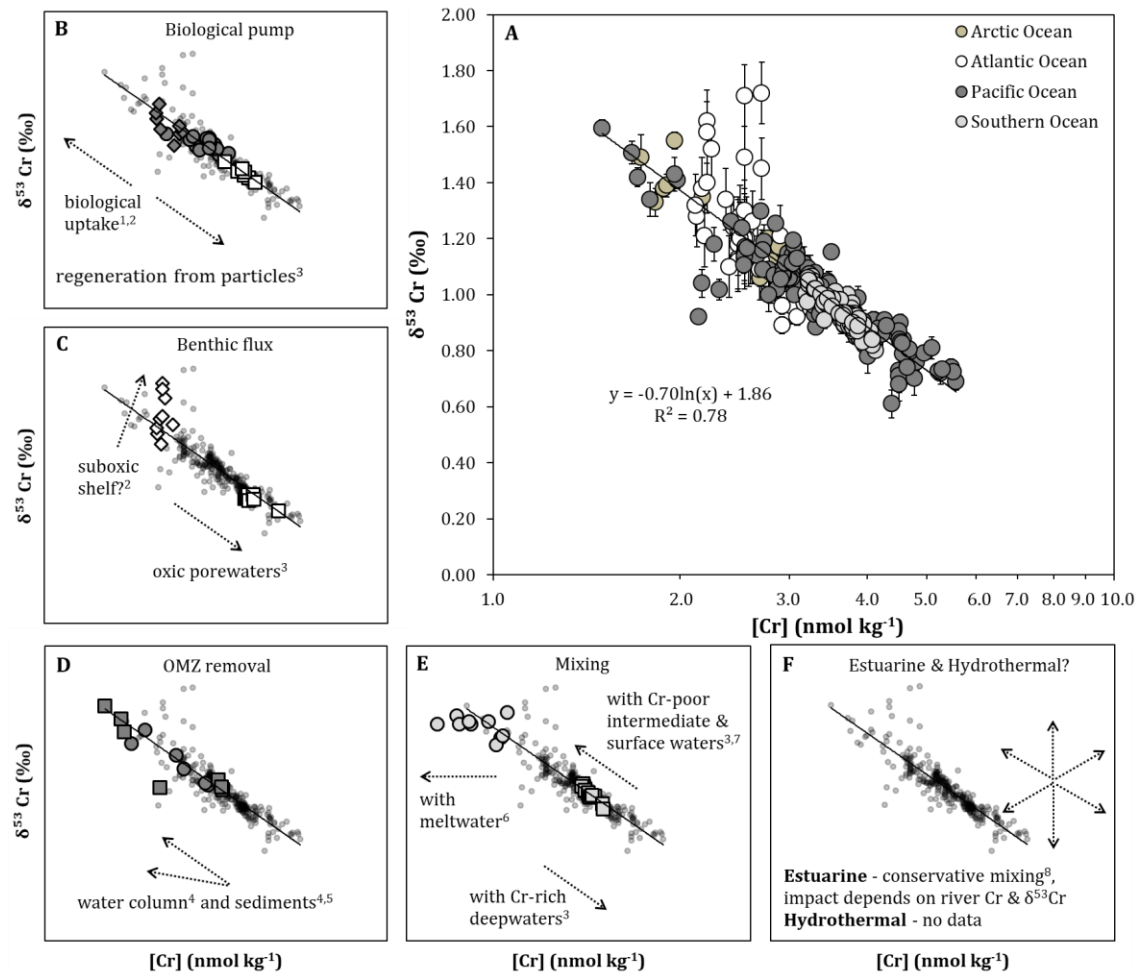 B
Biological pump
δ⁵³ Cr (‰)
biological
uptake¹,²
regeneration from particles³
C
Benthic flux
δ⁵³ Cr (‰)
suboxic
shelf?²
oxic porewaters³
A
Arctic Ocean
Atlantic Ocean
Pacific Ocean
Southern Ocean
δ⁵³ Cr (‰)
2.00
1.80
1.60
1.40
1.20
1.00
0.80
0.60
0.40
0.20
0.00
y = -0.70ln(x) + 1.86
R² = 0.78
1.0 2.0 3.0 4.0 5.0 6.0 7.0 8.0 9.0 10.0
[Cr] (nmol kg⁻¹)
D
OMZ removal
δ⁵³ Cr (‰)
water column⁴ and sediments⁴,⁵
[Cr] (nmol kg⁻¹)
E
Mixing
with Cr-poor
intermediate &
surface waters³,⁷
with
meltwater⁶
with Cr-rich
deepwaters³
[Cr] (nmol kg⁻¹)
F
Estuarine & Hydrothermal?
Estuarine - conservative mixing⁸,
impact depends on river Cr & δ⁵³Cr
Hydrothermal - no data
[Cr] (nmol kg⁻¹)